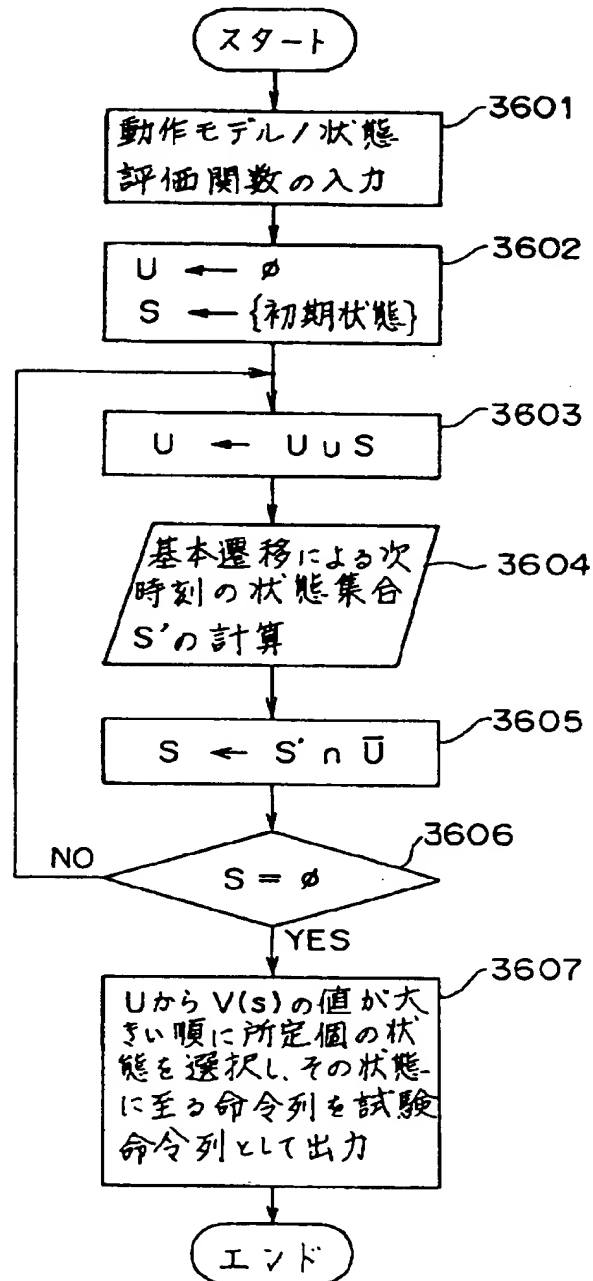 スタート
3601
動作モデル/状態
評価関数の入力
3602
U ← ø
S ← {初期状態}
3603
U ← U ∪ S
3604
基本遷移による次
時刻の状態集合
S'の計算
3605
S ← S' ∩ U̅
3606
NO
S = ø
YES
3607
UからV(s)の値が大
きい順に所定個の状
態を選択し、その状態
に至る命令列を試験
命令列として出力
エンド